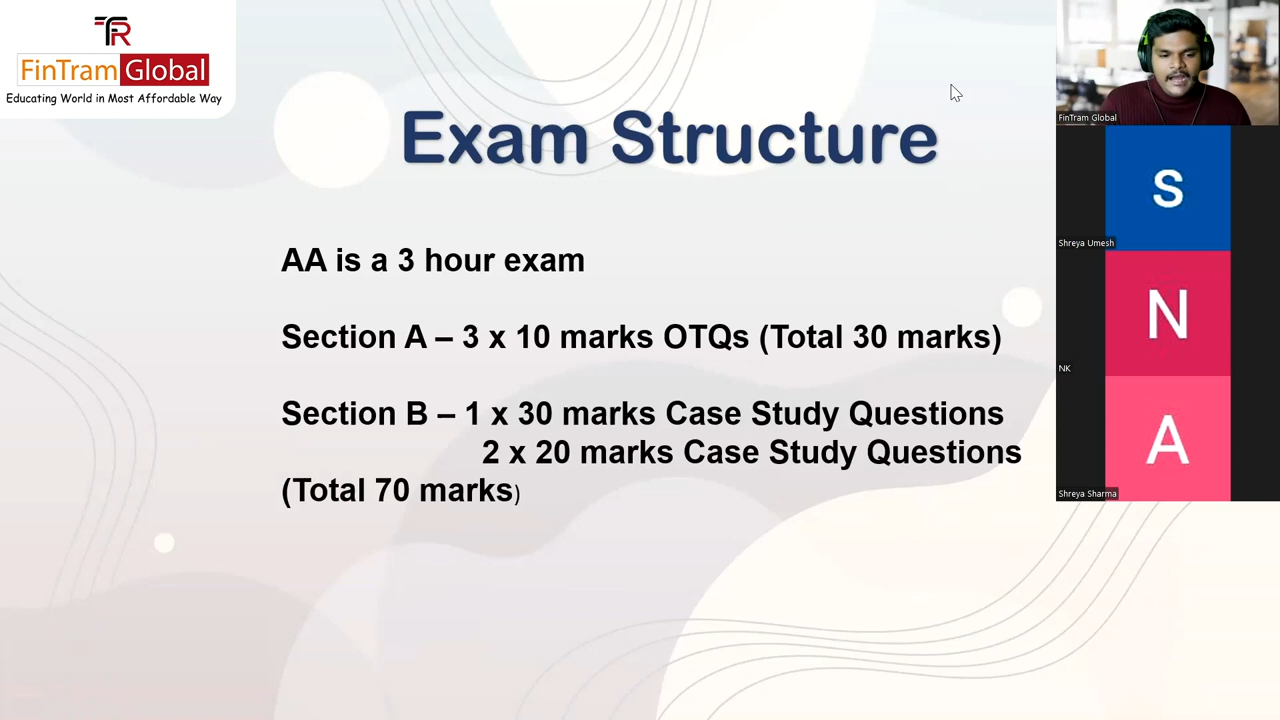 TR
FinTram Global
Educating World in Most Affordable Way
Exam Structure
AA is a 3 hour exam
Section A – 3 x 10 marks OTQs (Total 30 marks)
Section B – 1 x 30 marks Case Study Questions
2 x 20 marks Case Study Questions
(Total 70 marks)
FinTram Global
S
Shreya Umesh
N
NK
A
Shreya Sharma